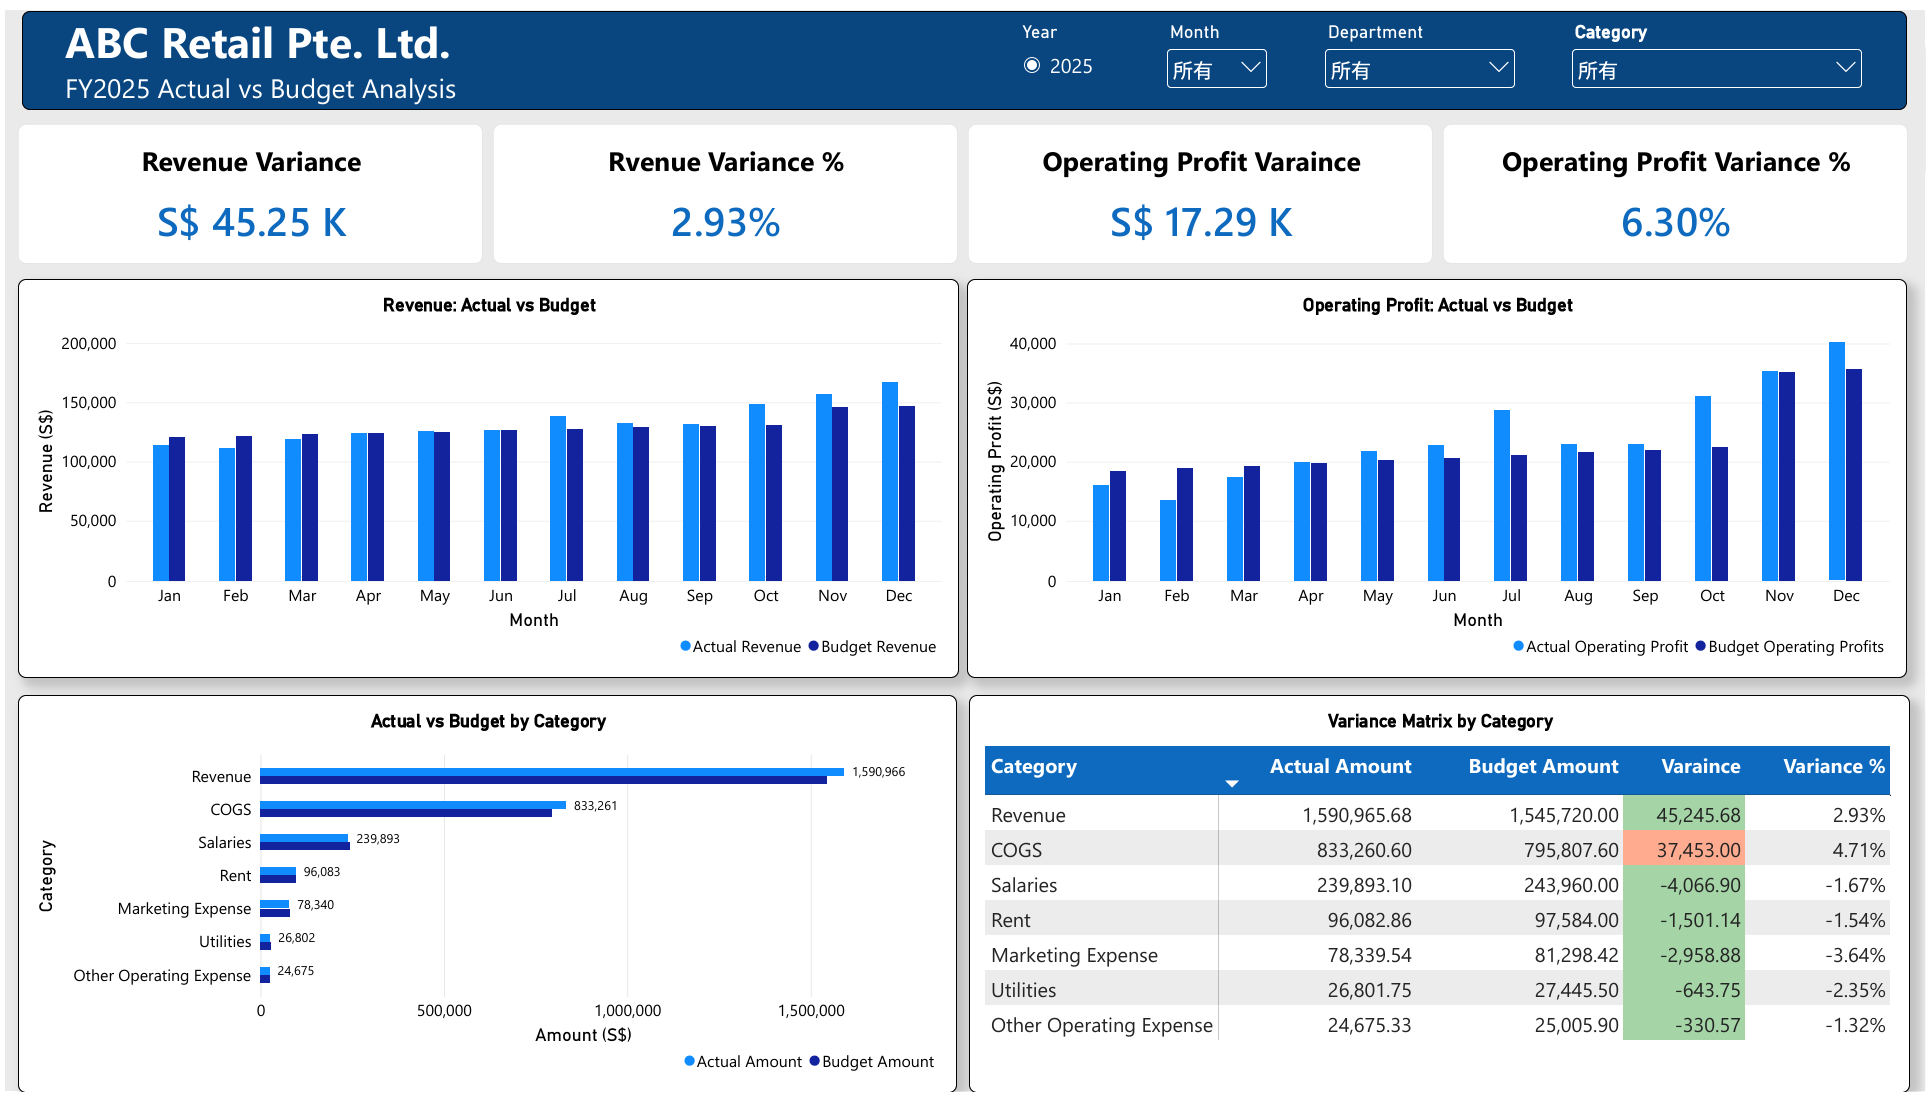 ABC Retail Pte. Ltd.
FY2025 Actual vs Budget Analysis
Year
2025
Month
所有
Department
所有
Category
所有
Revenue Variance
S$ 45.25 K
Rvenue Variance %
2.93%
Operating Profit Varaince
S$ 17.29 K
Operating Profit Variance %
6.30%
Revenue: Actual vs Budget
Revenue (S$)
200,000
150,000
100,000
50,000
0
Jan Feb Mar Apr May Jun Jul Aug Sep Oct Nov Dec
Month
Actual Revenue Budget Revenue
Operating Profit: Actual vs Budget
Operating Profit (S$)
40,000
30,000
20,000
10,000
0
Jan Feb Mar Apr May Jun Jul Aug Sep Oct Nov Dec
Month
Actual Operating Profit Budget Operating Profits
Actual vs Budget by Category
Category
Revenue 1,590,966
COGS 833,261
Salaries 239,893
Rent 96,083
Marketing Expense 78,340
Utilities 26,802
Other Operating Expense 24,675
0 500,000 1,000,000 1,500,000
Amount (S$)
Actual Amount Budget Amount
Variance Matrix by Category
Category Actual Amount Budget Amount Varaince Variance %
Revenue 1,590,965.68 1,545,720.00 45,245.68 2.93%
COGS 833,260.60 795,807.60 37,453.00 4.71%
Salaries 239,893.10 243,960.00 -4,066.90 -1.67%
Rent 96,082.86 97,584.00 -1,501.14 -1.54%
Marketing Expense 78,339.54 81,298.42 -2,958.88 -3.64%
Utilities 26,801.75 27,445.50 -643.75 -2.35%
Other Operating Expense 24,675.33 25,005.90 -330.57 -1.32%